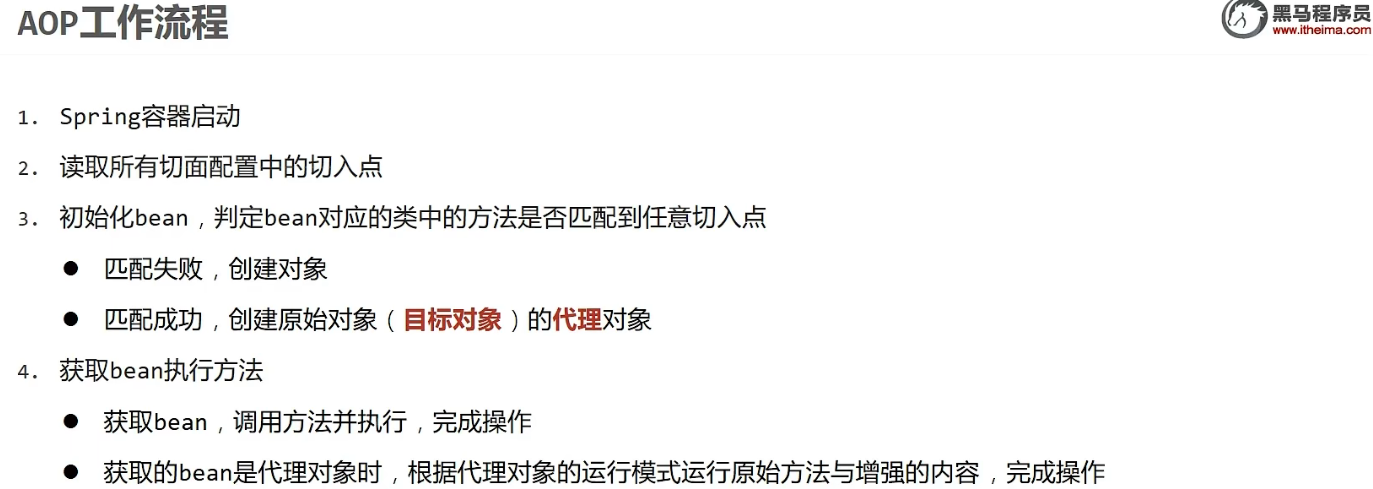 AOP工作流程
黑马程序员
www.itheima.com
1. Spring容器启动
2. 读取所有切面配置中的切入点
3. 初始化bean，判定bean对应的类中的方法是否匹配到任意切入点
● 匹配失败，创建对象
● 匹配成功，创建原始对象（目标对象）的代理对象
4. 获取bean执行方法
● 获取bean，调用方法并执行，完成操作
● 获取的bean是代理对象时，根据代理对象的运行模式运行原始方法与增强的内容，完成操作